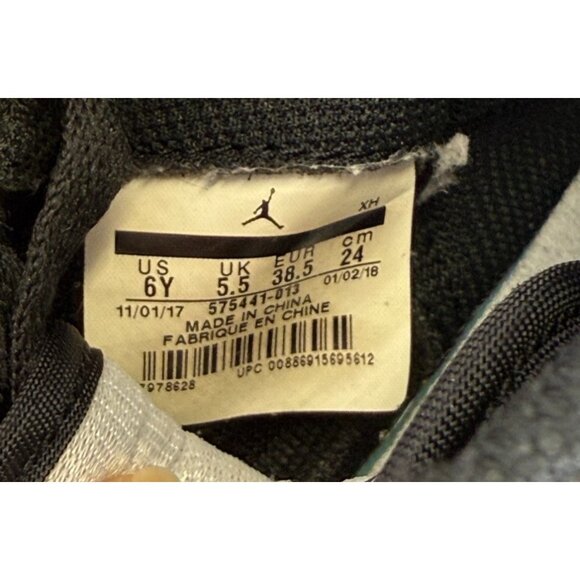 XH
US UK EUR cm
6Y 5.5 38.5 24
11/01/17 575441-013 01/02/18
MADE IN CHINA
FABRIQUE EN CHINE
7978628 UPC 00886915695612